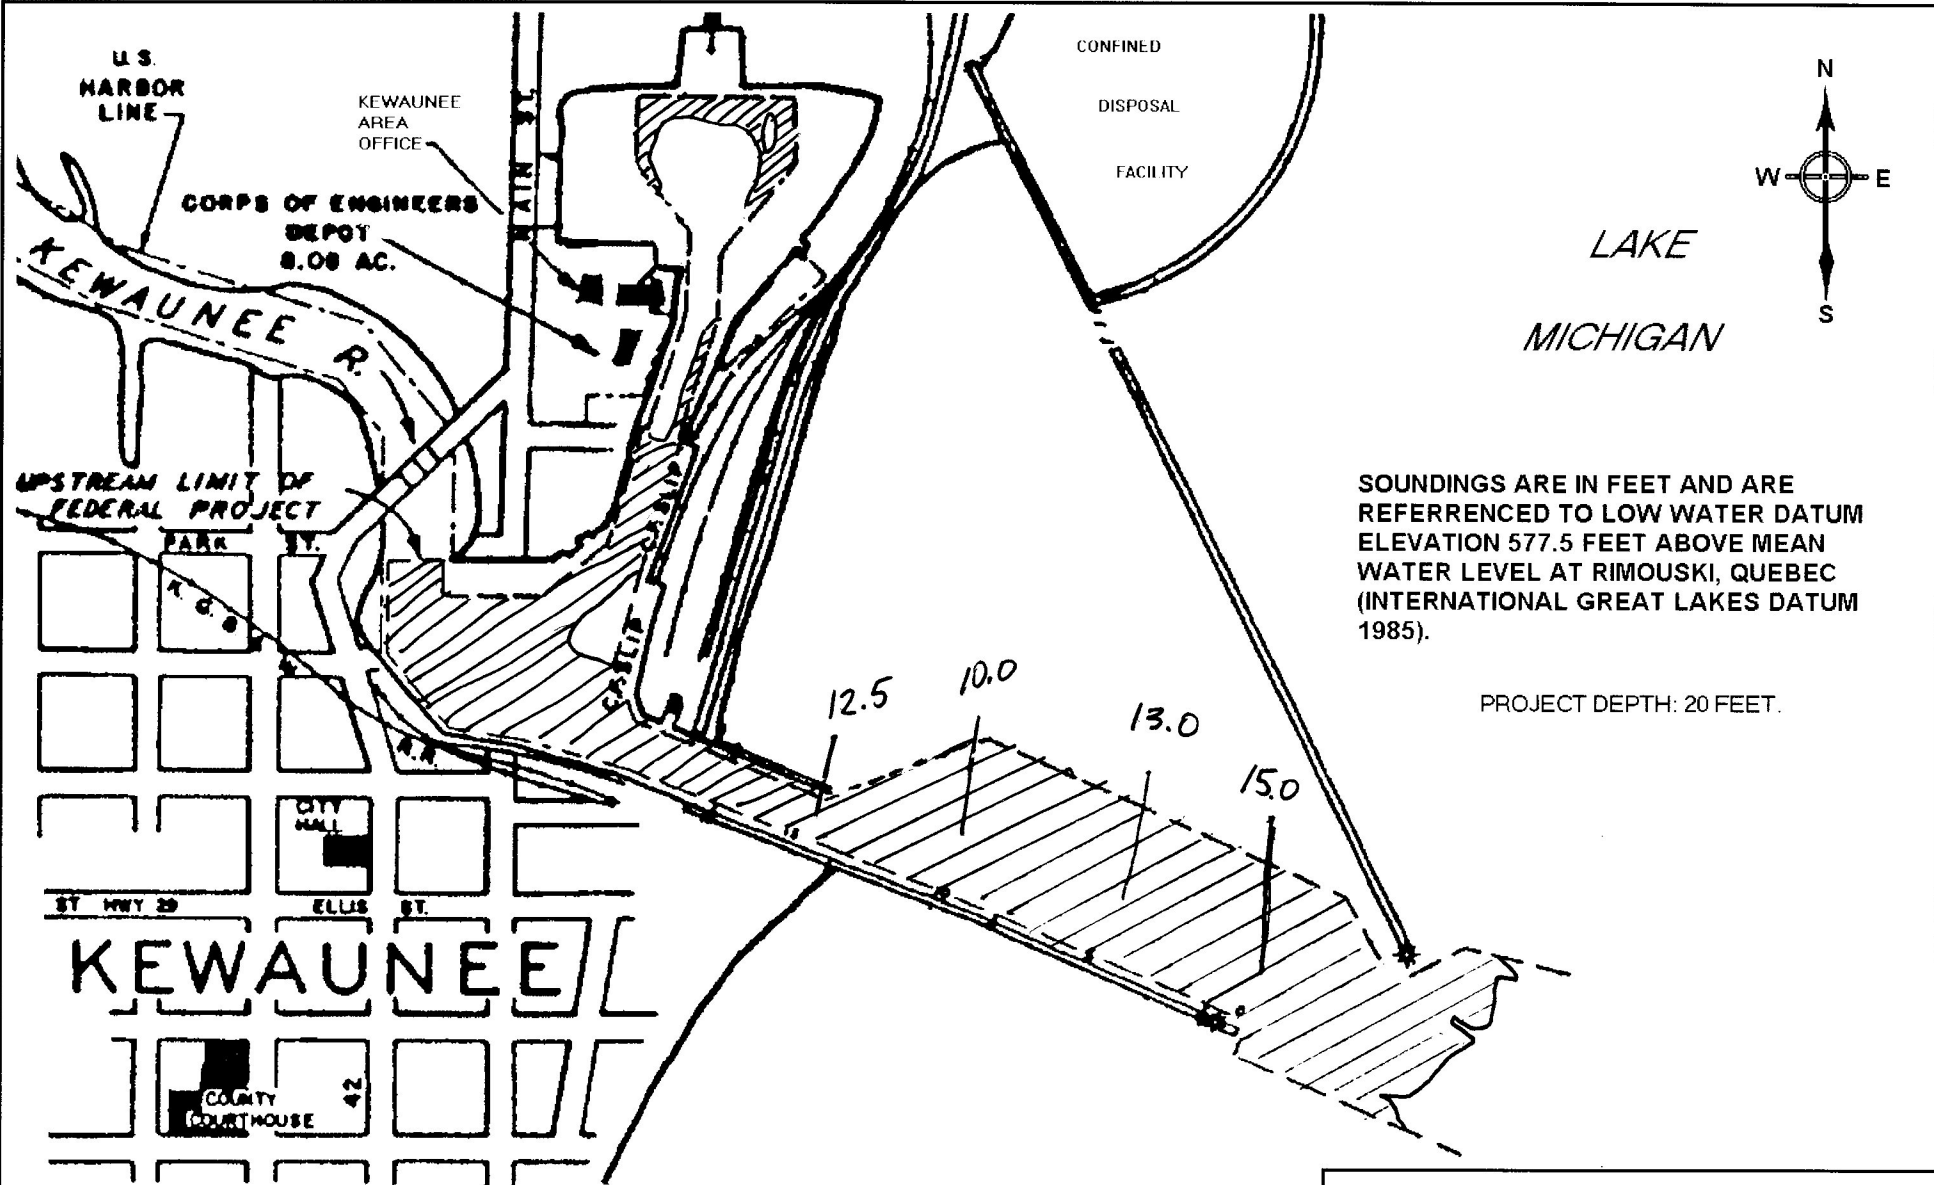 U.S.
HARBOR
LINE
KEWAUNEE
AREA
OFFICE
CORPS OF ENGINEERS
DEPOT
8.08 AC.
MAIN ST.
CONFINED
DISPOSAL
FACILITY
N
W
E
S
LAKE
MICHIGAN
KEWAUNEE R.
UPSTREAM LIMIT OF
FEDERAL PROJECT
PARK ST.
K. G. B. & W.
R.R.
C.F. SLIP
C.F. SLIP
SOUNDINGS ARE IN FEET AND ARE
REFERRENCED TO LOW WATER DATUM
ELEVATION 577.5 FEET ABOVE MEAN
WATER LEVEL AT RIMOUSKI, QUEBEC
(INTERNATIONAL GREAT LAKES DATUM
1985).
PROJECT DEPTH: 20 FEET.
12.5
10.0
13.0
15.0
CITY
HALL
ST HWY 29
ELLIS ST.
KEWAUNEE
COUNTY
COURTHOUSE
42